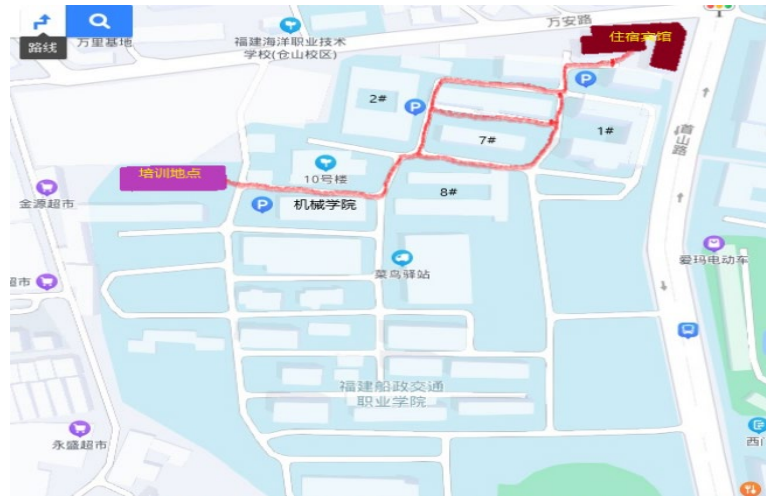 路线
万里基地
福建海洋职业技术
学校(仓山校区)
万安路
住宿宾馆
2#
7#
1#
首山路
培训地点
10号楼
8#
机械学院
金源超市
菜鸟驿站
爱玛电动车
超市
福建船政交通
职业学院
永盛超市
西门